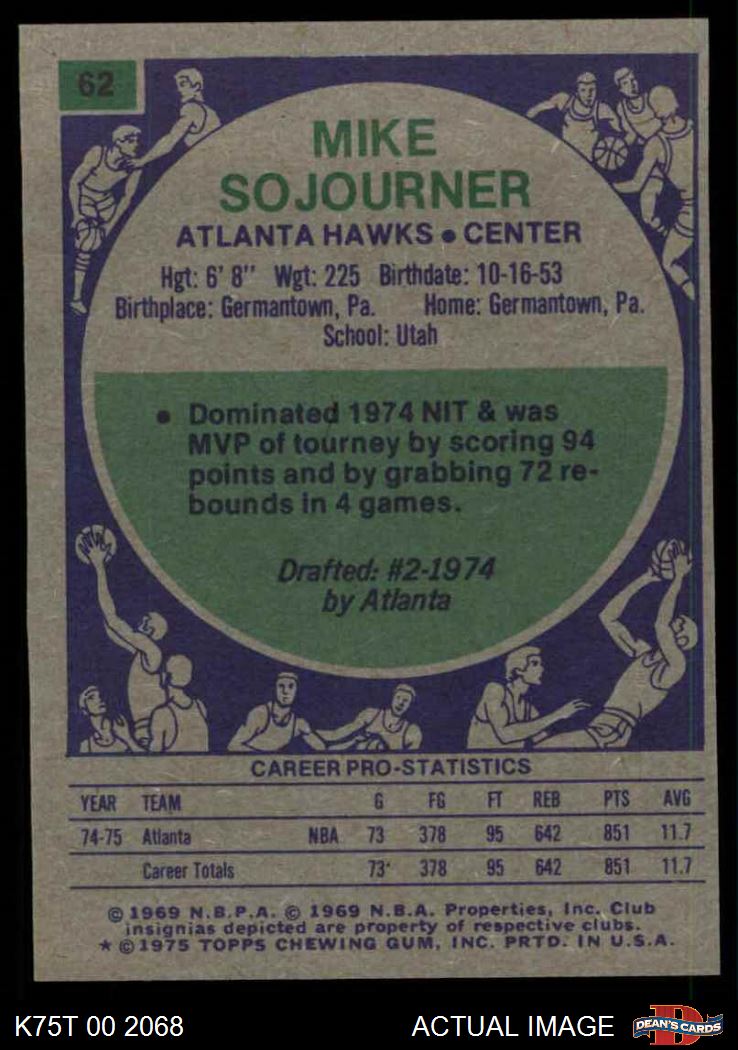 62
MIKE
SOJOURNER
ATLANTA HAWKS • CENTER
Hgt: 6' 8" Wgt: 225 Birthdate: 10-16-53
Birthplace: Germantown, Pa. Home: Germantown, Pa.
School: Utah
• Dominated 1974 NIT & was
MVP of tourney by scoring 94
points and by grabbing 72 re-
bounds in 4 games.
Drafted: #2-1974
by Atlanta
CAREER PRO-STATISTICS
YEAR TEAM G FG FT REB PTS AVG
74-75 Atlanta NBA 73 378 95 642 851 11.7
Career Totals 73 378 95 642 851 11.7
© 1969 N.B.P.A. © 1969 N.B.A. Properties, Inc. Club
insignias depicted are property of respective clubs.
* © 1975 TOPPS CHEWING GUM, INC. PRTD. IN U.S.A.
K75T 00 2068 ACTUAL IMAGE DEAN'S CARDS